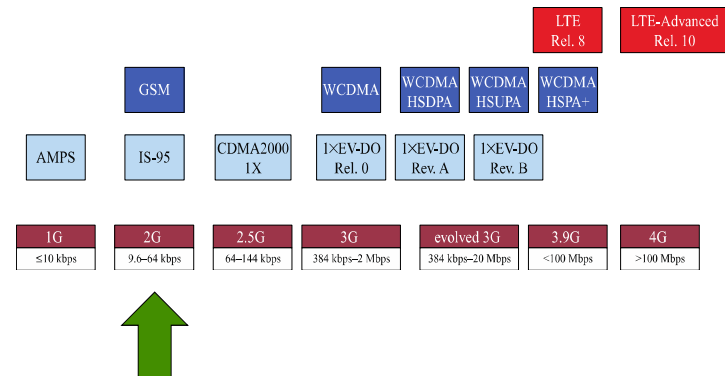 LTE
Rel. 8
LTE-Advanced
Rel. 10
GSM
WCDMA
WCDMA
HSDPA
WCDMA
HSUPA
WCDMA
HSPA+
AMPS
IS-95
CDMA2000
1X
1×EV-DO
Rel. 0
1×EV-DO
Rev. A
1×EV-DO
Rev. B
1G
≤10 kbps
2G
9.6–64 kbps
2.5G
64–144 kbps
3G
384 kbps–2 Mbps
evolved 3G
384 kbps–20 Mbps
3.9G
<100 Mbps
4G
>100 Mbps